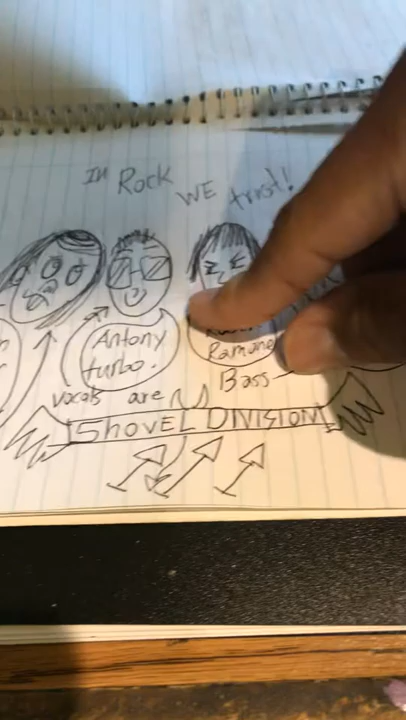 In Rock WE trust!
Antony
turbo.
Ramone
Bass
vocals are
SHOVEL DIVISION